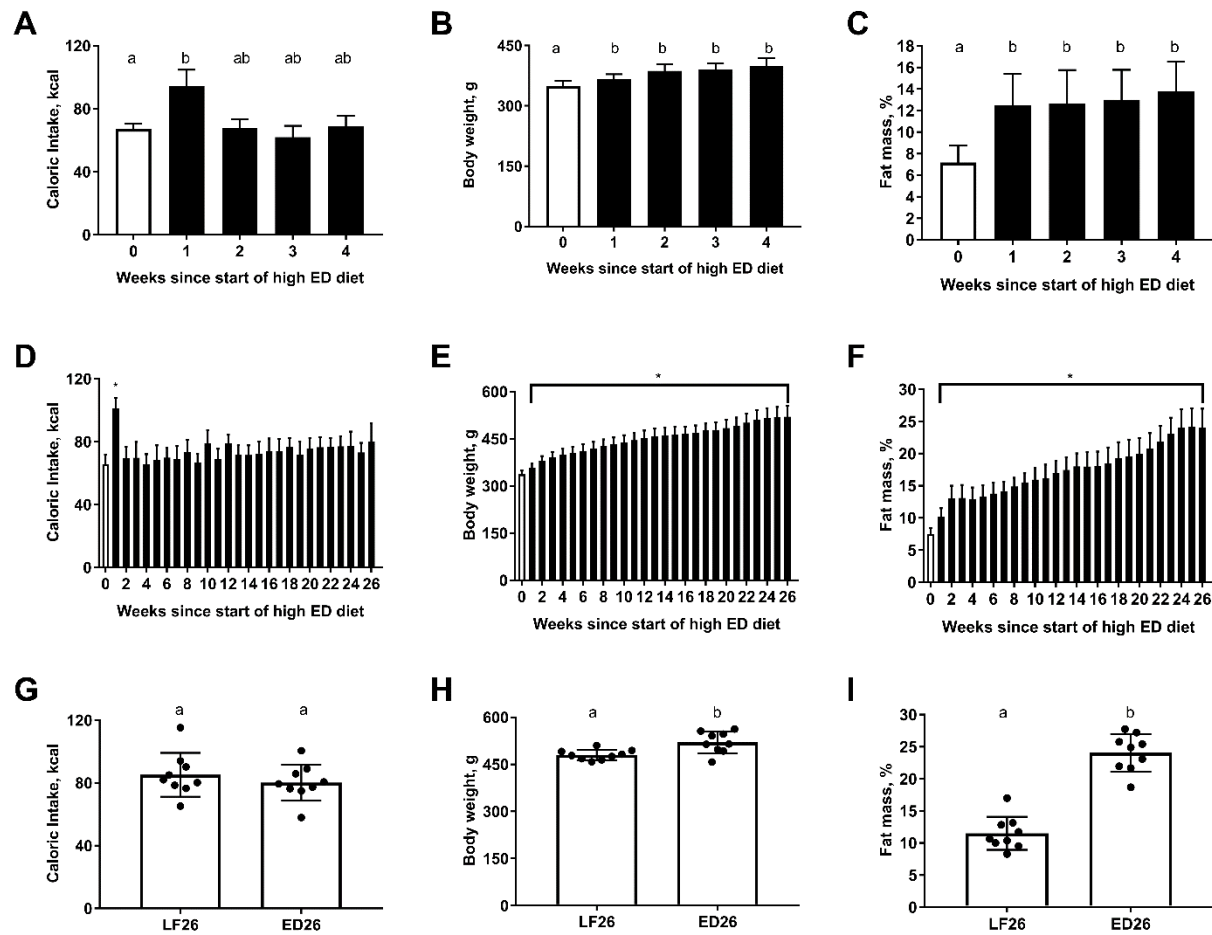 A
Caloric Intake, kcal
120
80
40
0
a b ab ab ab
0 1 2 3 4
Weeks since start of high ED diet
B
Body weight, g
450
300
150
0
a b b b b
0 1 2 3 4
Weeks since start of high ED diet
C
Fat mass, %
18
16
14
12
10
8
6
4
2
0
a b b b b
0 1 2 3 4
Weeks since start of high ED diet
D
Caloric Intake, kcal
120
80
40
0
*
0 2 4 6 8 10 12 14 16 18 20 22 24 26
Weeks since start of high ED diet
E
Body weight, g
600
450
300
150
0
*
0 2 4 6 8 10 12 14 16 18 20 22 24 26
Weeks since start of high ED diet
F
Fat mass, %
30
25
20
15
10
5
0
*
0 2 4 6 8 10 12 14 16 18 20 22 24 26
Weeks since start of high ED diet
G
Caloric Intake, kcal
120
80
40
0
a a
LF26 ED26
H
Body weight, g
600
450
300
150
0
a b
LF26 ED26
I
Fat mass, %
30
25
20
15
10
5
0
a b
LF26 ED26